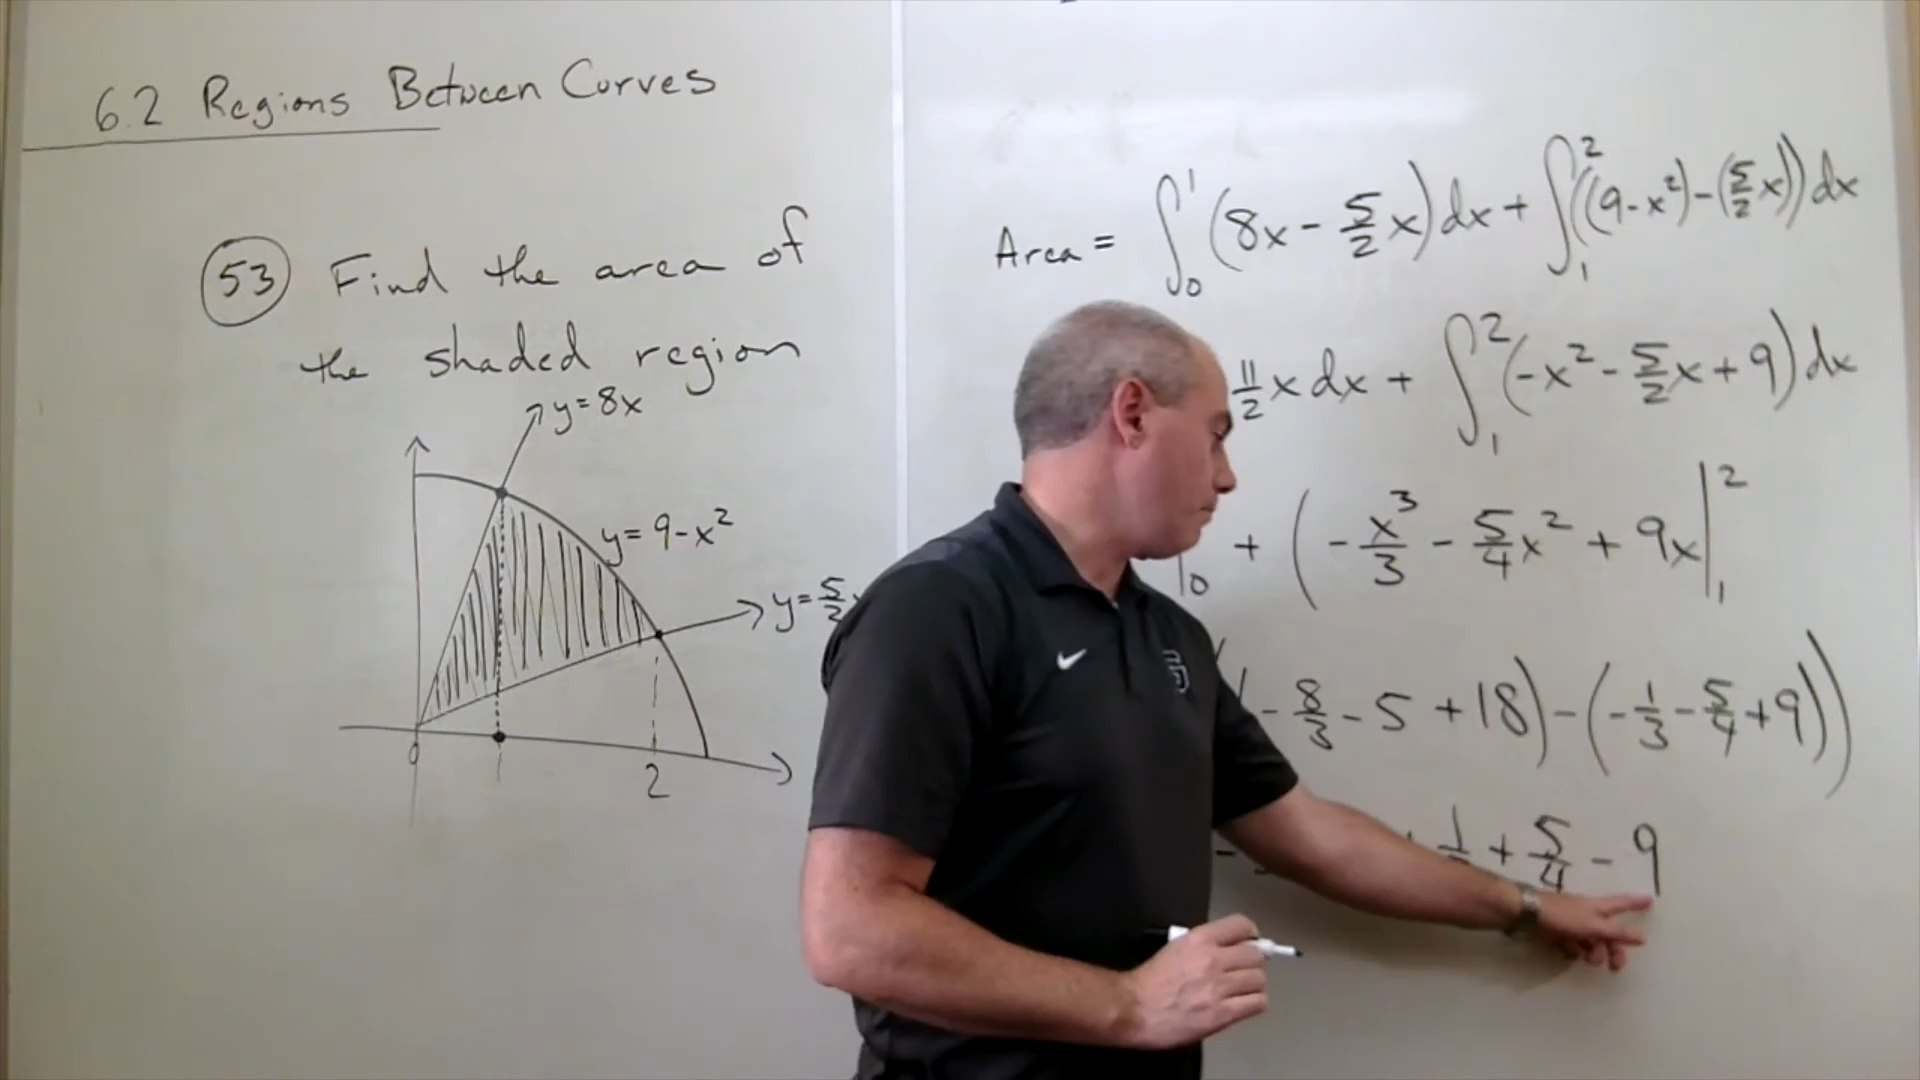 6.2 Regions Between Curves
53 Find the area of
the shaded region
y=8x
y=9-x²
y=5/2
0
2
Area = ∫₀¹ (8x - 5/2 x) dx + ∫₁² ((9-x²)-(5/2 x)) dx
11/2 x dx + ∫₁² (-x² - 5/2 x + 9) dx
|₀ + (-x³/3 - 5/4 x² + 9x |₁²
- 8/3 - 5 + 18) - (-1/3 - 5/4 + 9))
+ 5/4 - 9